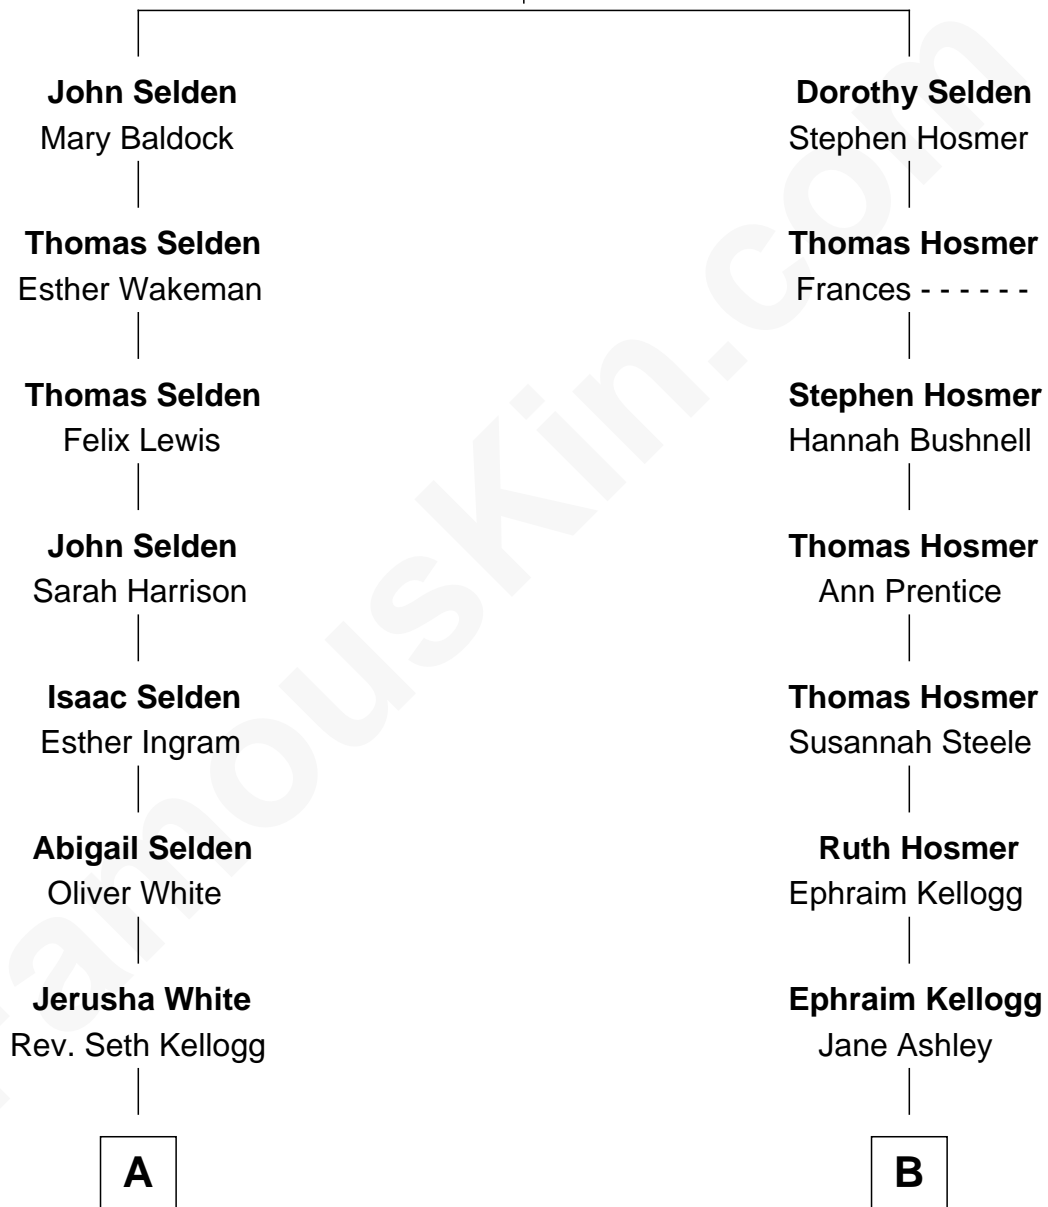 John Selden
Mary Baldock
Thomas Selden
Esther Wakeman
Thomas Selden
Felix Lewis
John Selden
Sarah Harrison
Isaac Selden
Esther Ingram
Abigail Selden
Oliver White
Jerusha White
Rev. Seth Kellogg
A
Dorothy Selden
Stephen Hosmer
Thomas Hosmer
Frances - - - - - -
Stephen Hosmer
Hannah Bushnell
Thomas Hosmer
Ann Prentice
Thomas Hosmer
Susannah Steele
Ruth Hosmer
Ephraim Kellogg
Ephraim Kellogg
Jane Ashley
B
FamousKin.com